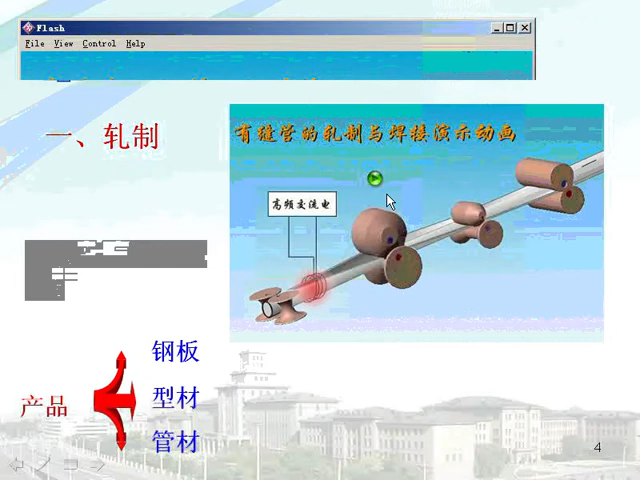 Flash
File View Control Help
一、轧制
有缝管的轧制与焊接演示动画
高频交流电
钢板
产品
型材
管材
4